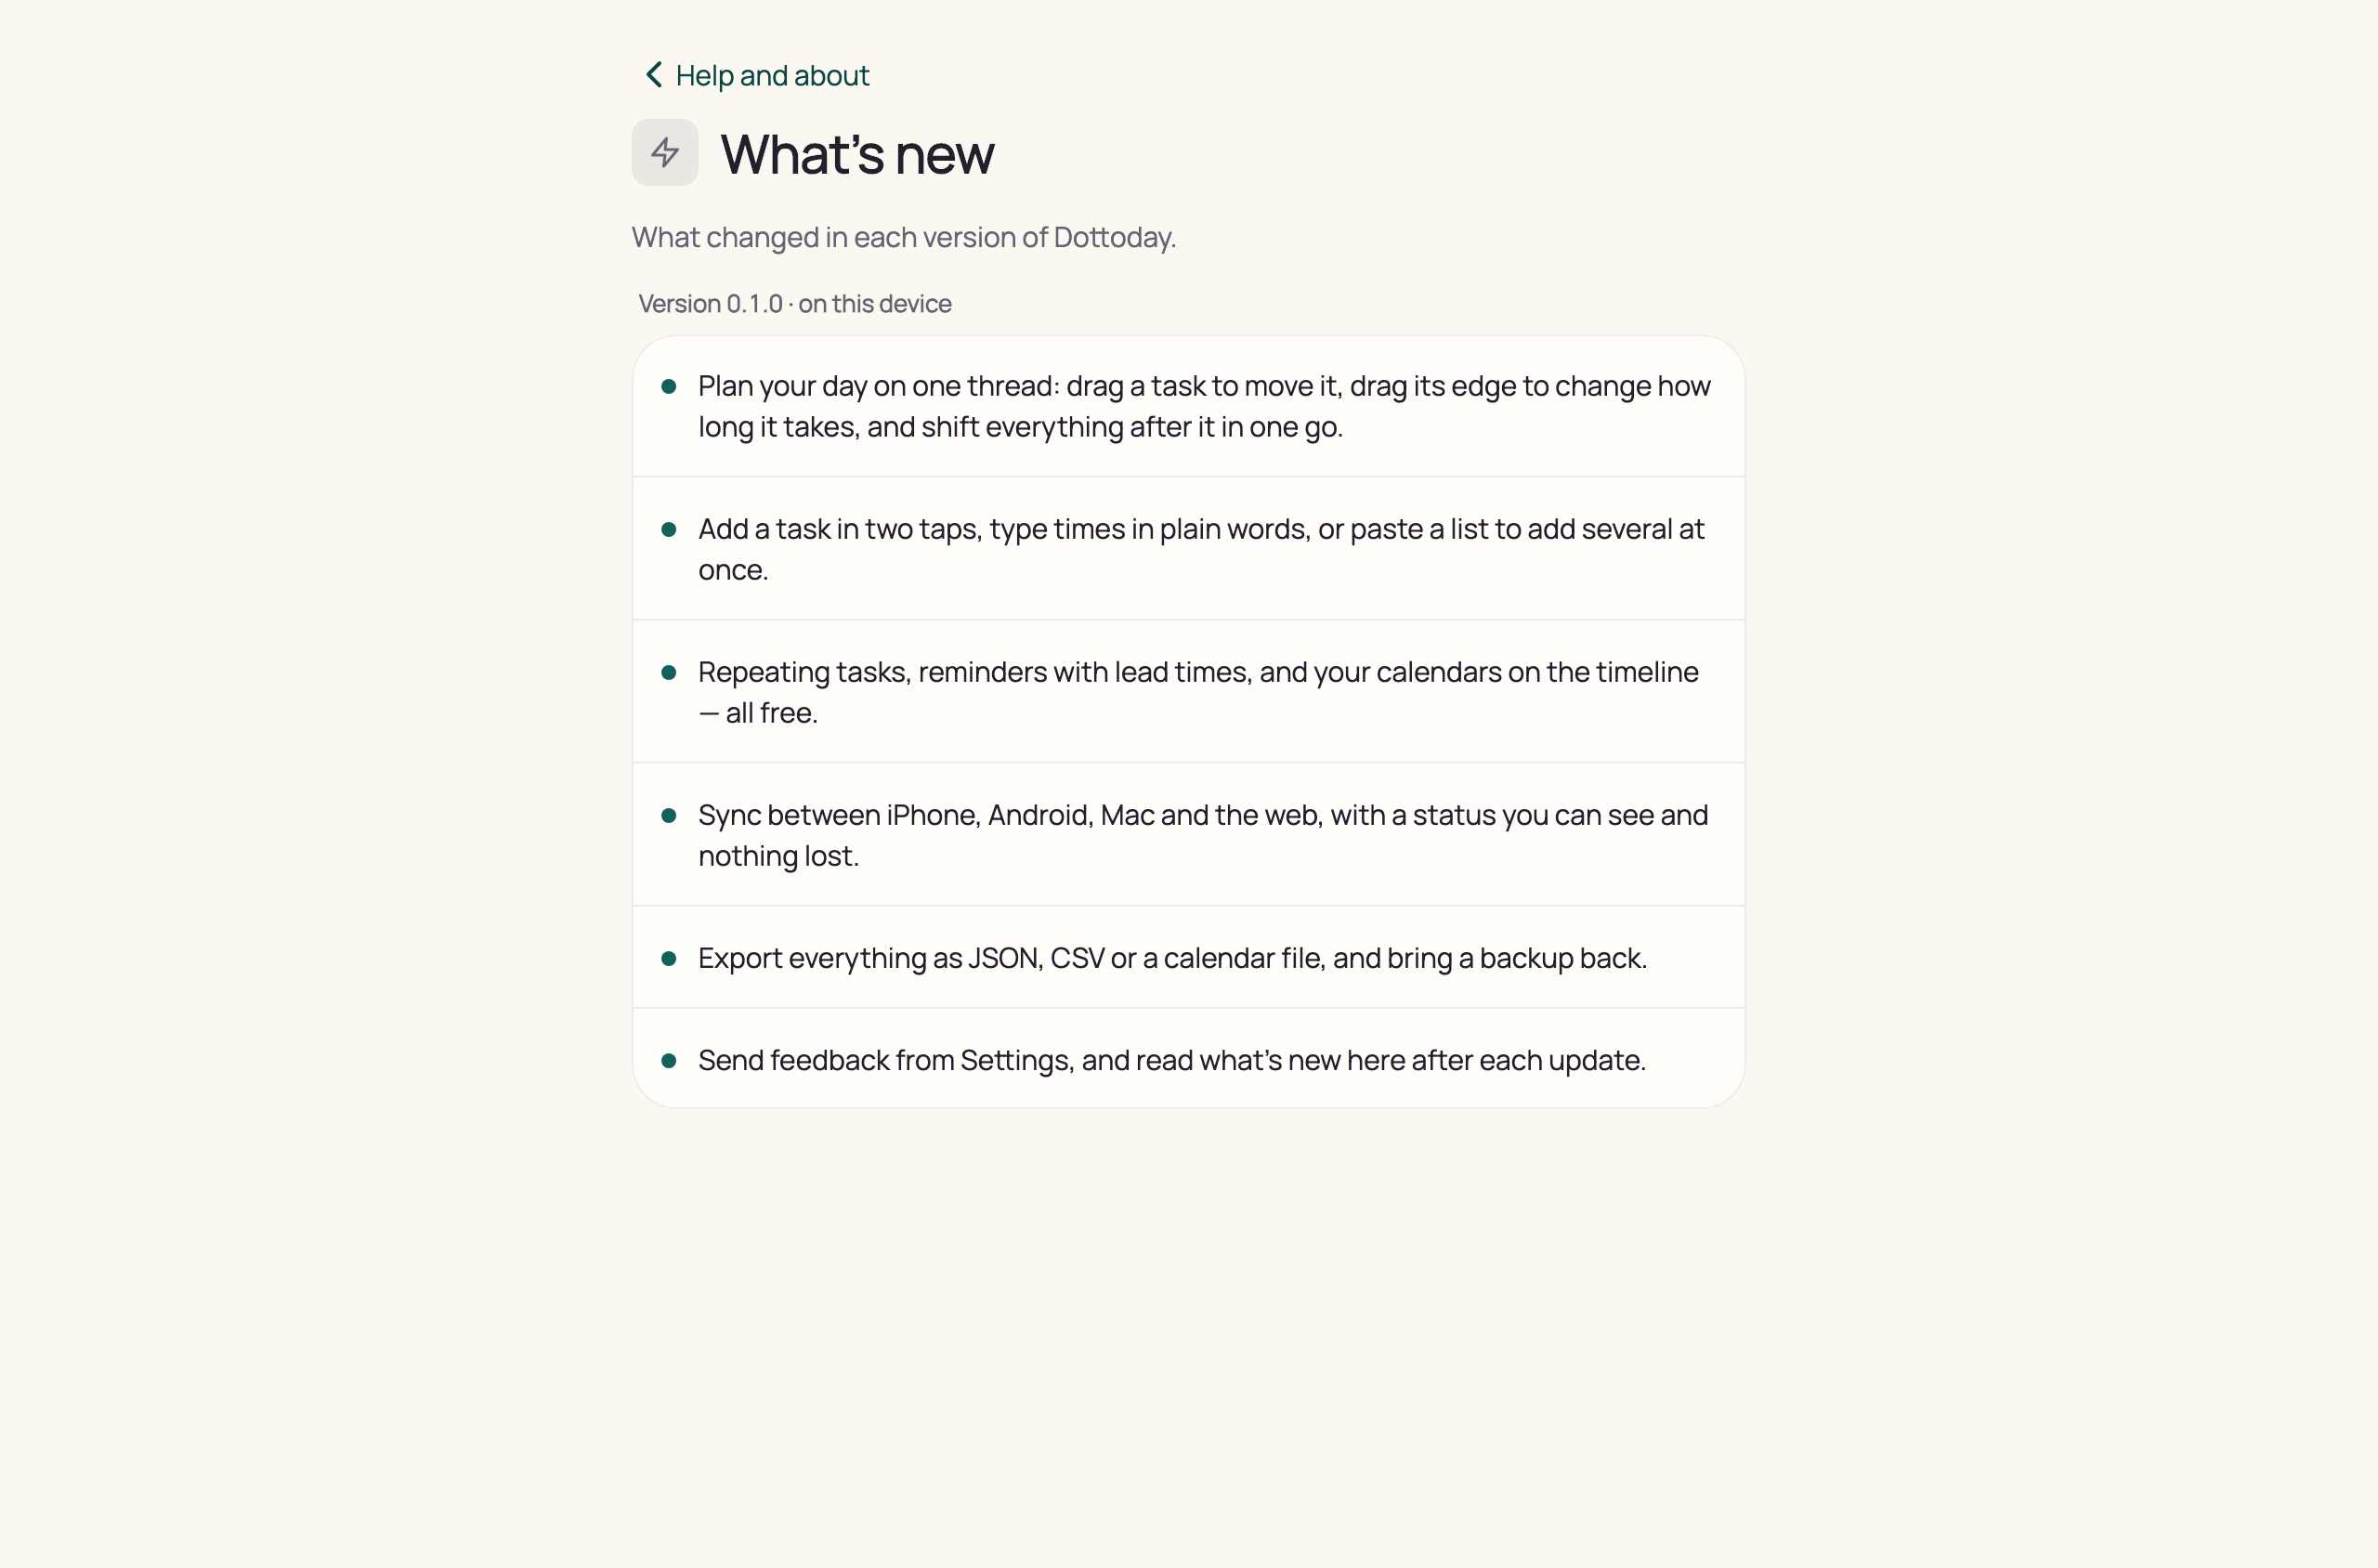 Help and about
What’s new
What changed in each version of Dottoday.
Version 0.1.0 · on this device
Plan your day on one thread: drag a task to move it, drag its edge to change how
long it takes, and shift everything after it in one go.
Add a task in two taps, type times in plain words, or paste a list to add several at
once.
Repeating tasks, reminders with lead times, and your calendars on the timeline
— all free.
Sync between iPhone, Android, Mac and the web, with a status you can see and
nothing lost.
Export everything as JSON, CSV or a calendar file, and bring a backup back.
Send feedback from Settings, and read what’s new here after each update.